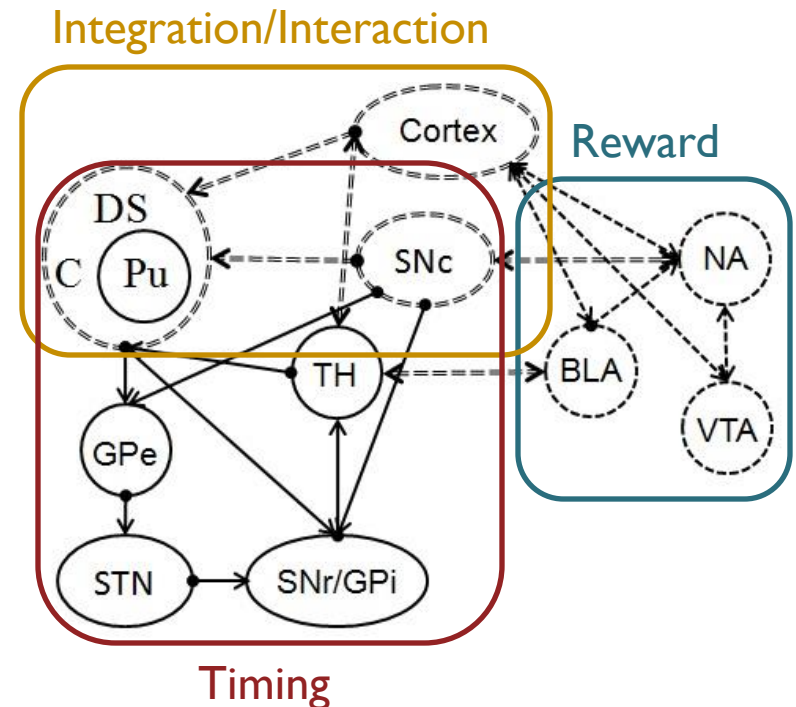 Integration/Interaction
Cortex
Reward
DS
C
Pu
SNc
NA
TH
BLA
VTA
GPe
STN
SNr/GPi
Timing